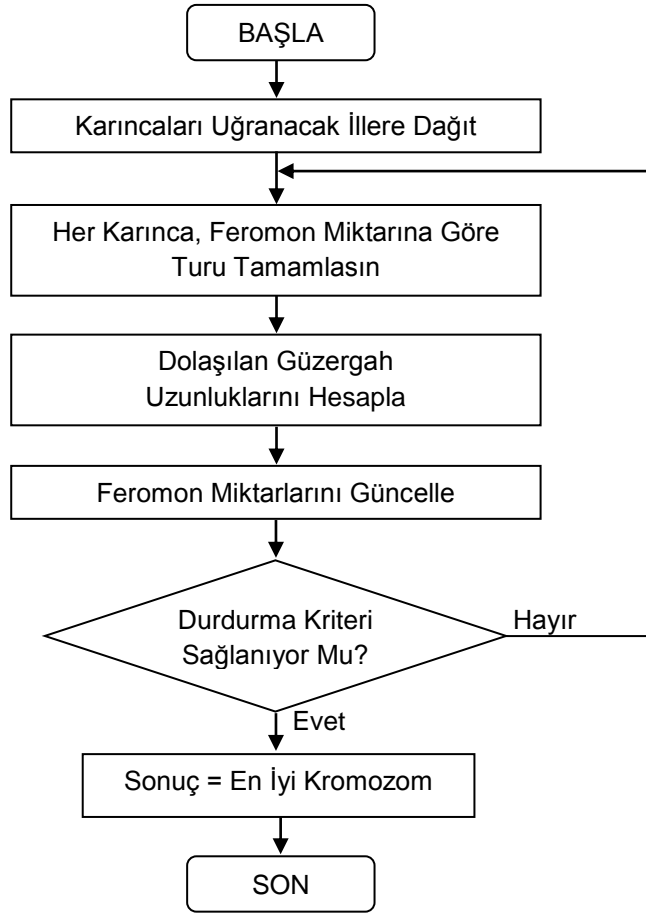 BAŞLA
Karıncaları Uğranacak İllere Dağıt
Her Karınca, Feromon Miktarına Göre
Turu Tamamlasın
Dolaşılan Güzergah
Uzunluklarını Hesapla
Feromon Miktarlarını Güncelle
Durdurma Kriteri
Sağlanıyor Mu?
Hayır
Evet
Sonuç = En İyi Kromozom
SON